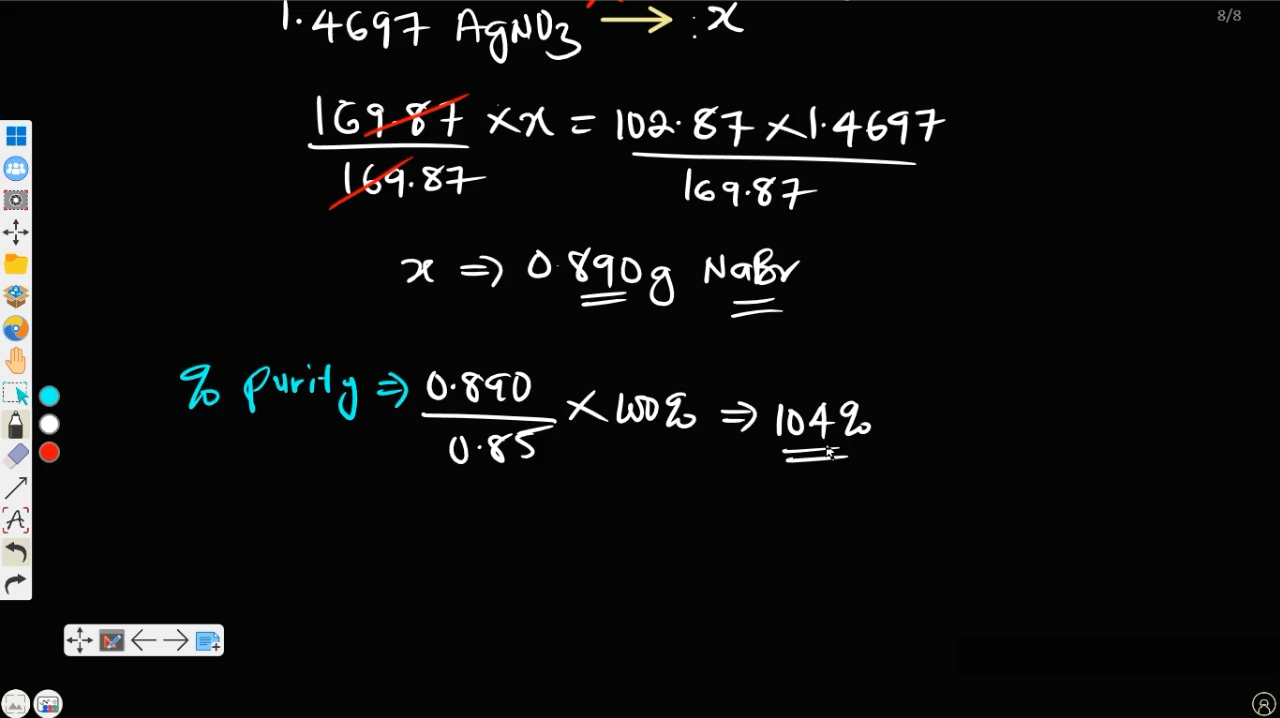 8/8
1.4697 AgNO3 → : x
169.87 × x = 102.87 × 1.4697
169.87 169.87
x ⇒ 0.890g NaBr
% purity ⇒ 0.890 × 100% ⇒ 104%
0.85